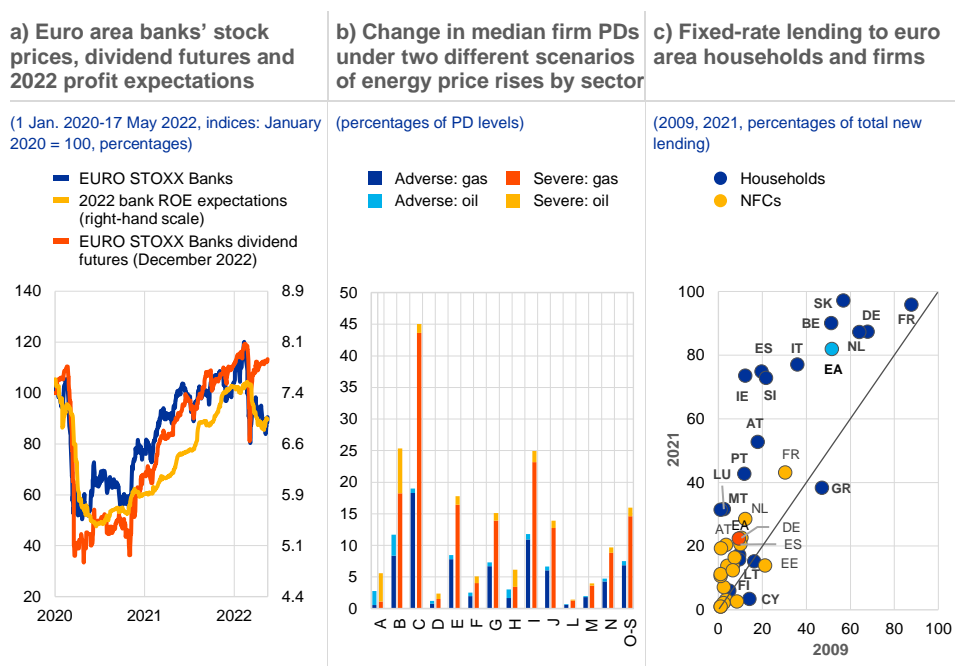 a) Euro area banks' stock
prices, dividend futures and
2022 profit expectations
(1 Jan. 2020-17 May 2022, indices: January
2020 = 100, percentages)
EURO STOXX Banks
2022 bank ROE expectations
(right-hand scale)
EURO STOXX Banks dividend
futures (December 2022)
140
120
100
80
60
40
20
8.9
8.1
7.4
6.6
5.9
5.1
4.4
2020
2021
2022
b) Change in median firm PDs
under two different scenarios
of energy price rises by sector
(percentages of PD levels)
Adverse: gas
Severe: gas
Adverse: oil
Severe: oil
50
45
40
35
30
25
20
15
10
5
0
A
B
C
D
E
F
G
H
I
J
L
M
N
O-S
c) Fixed-rate lending to euro
area households and firms
(2009, 2021, percentages of total new
lending)
Households
NFCs
100
80
60
40
20
0
2021
SK
DE
FR
BE
NL
EA
ES
IT
IE
SI
AT
PT
FR
LU
GR
MT
NL
AT
EA
DE
ES
EE
LT
FI
CY
0
20
40
60
80
100
2009